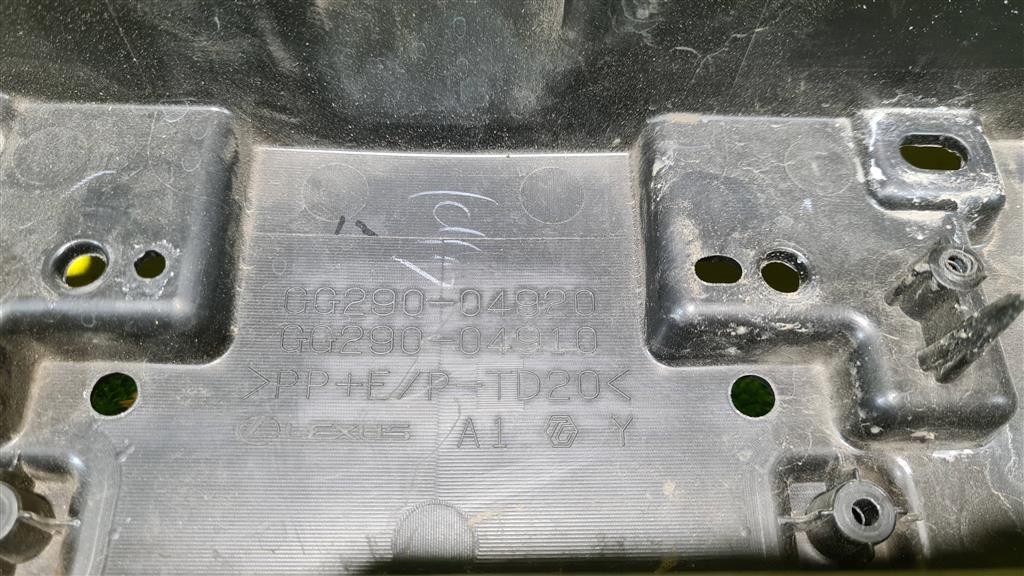 GG290-04920
GG290-04910
>PP+E/P-TD20<
LEXUS A1 Y